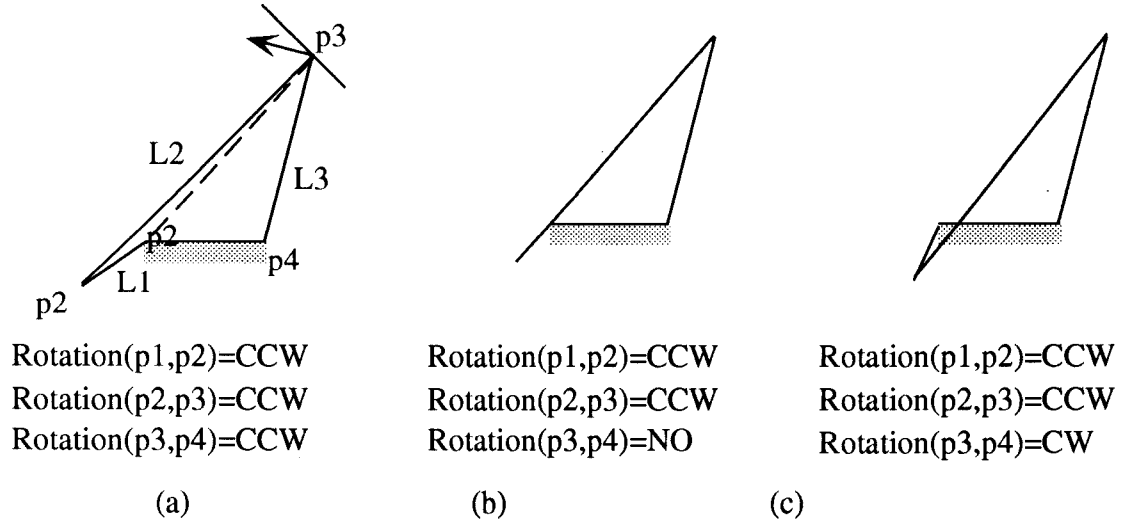 p3
L2
L3
p2
p4
L1
p2
Rotation(p1,p2)=CCW
Rotation(p2,p3)=CCW
Rotation(p3,p4)=CCW
(a)
Rotation(p1,p2)=CCW
Rotation(p2,p3)=CCW
Rotation(p3,p4)=NO
(b)
Rotation(p1,p2)=CCW
Rotation(p2,p3)=CCW
Rotation(p3,p4)=CW
(c)